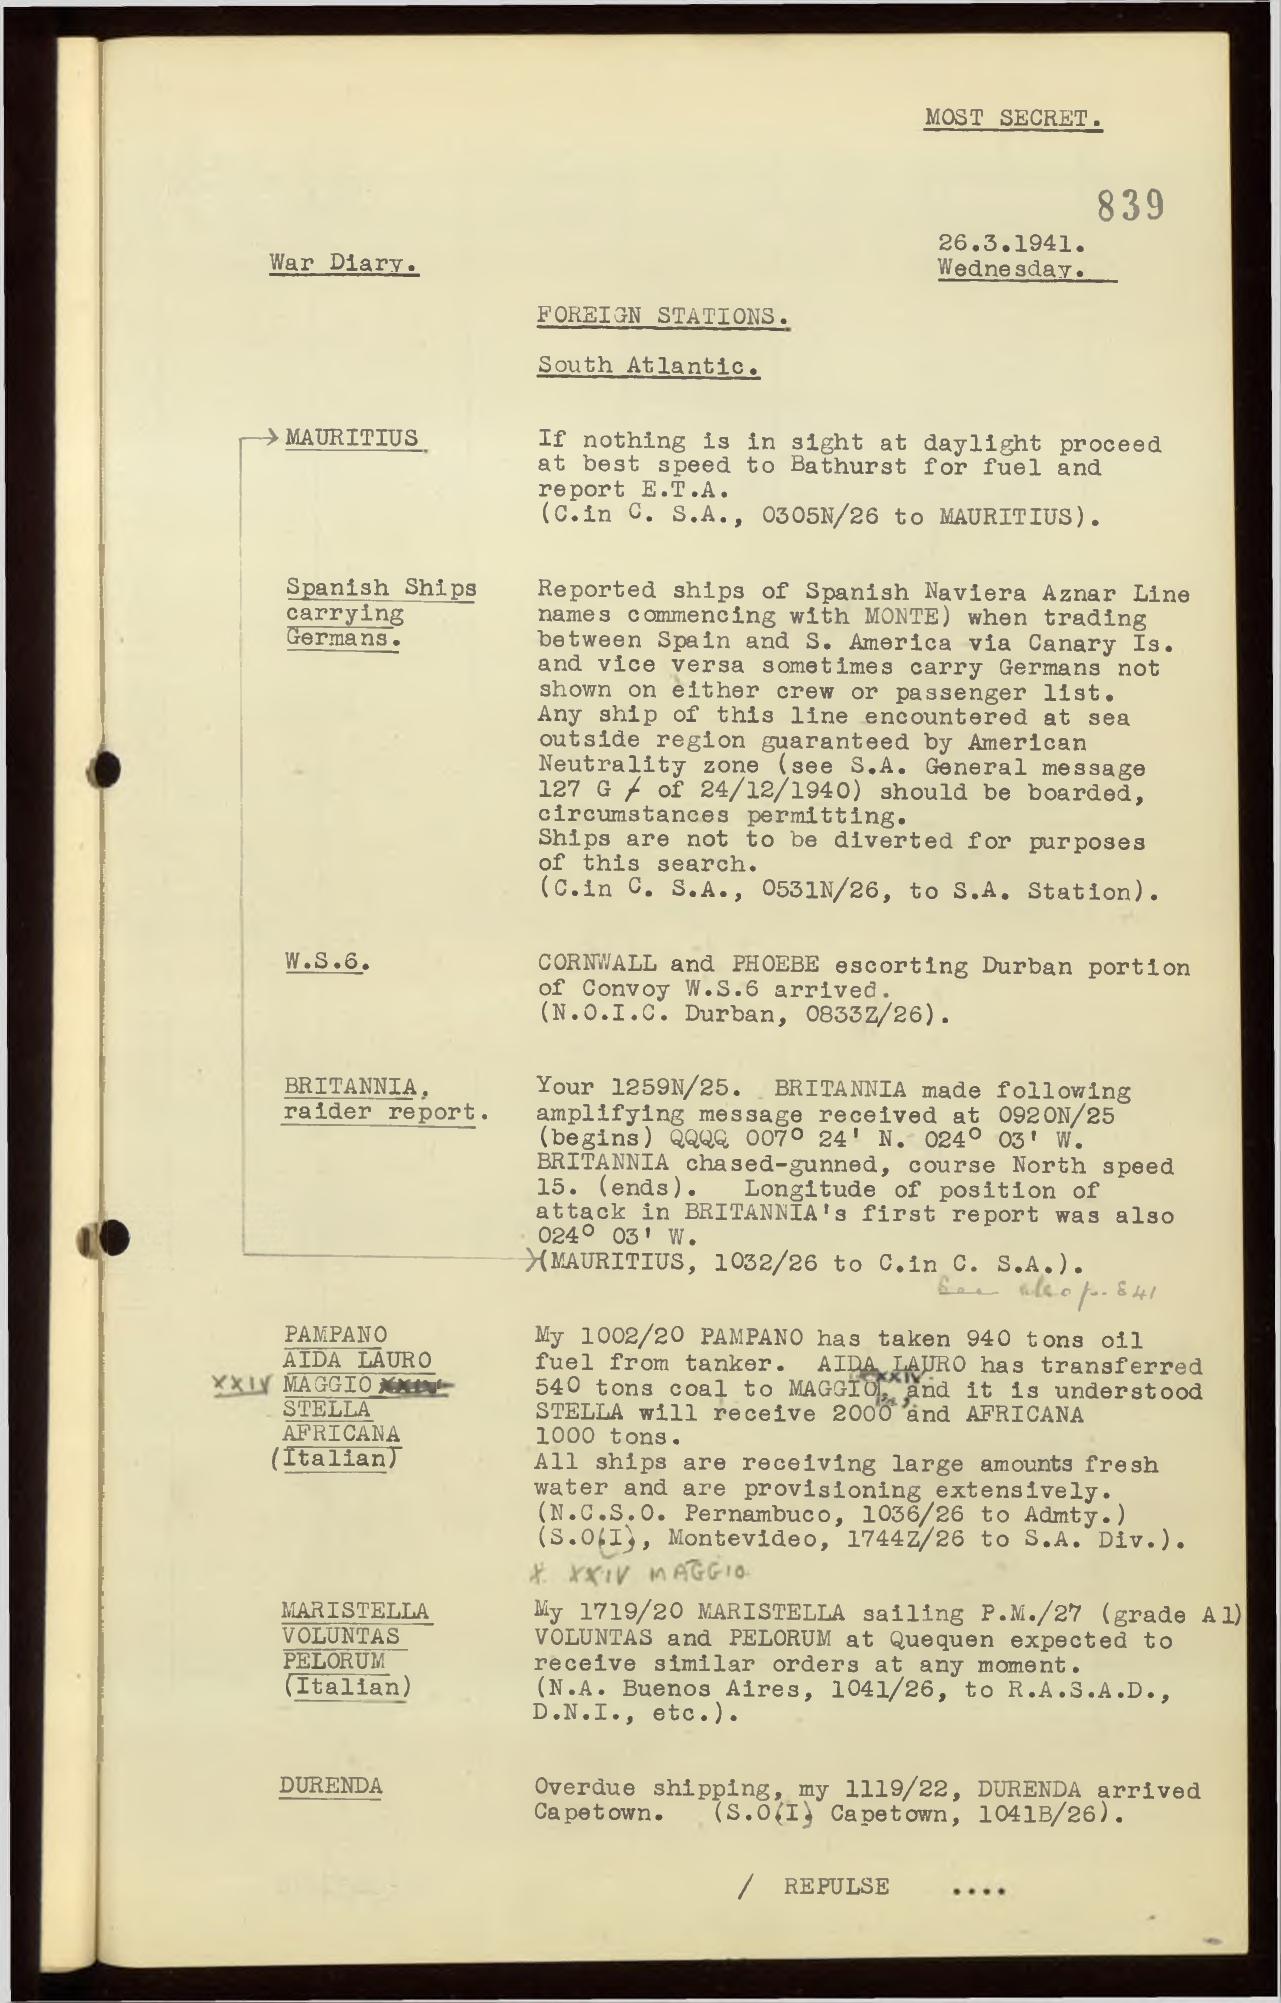 MOST SECRET.
839
26.3.1941.
War Diary.
Wednesday.
FOREIGN STATIONS.
South Atlantic.
MAURITIUS
If nothing is in sight at daylight proceed
at best speed to Bathurst for fuel and
report E.T.A.
(C.in C. S.A., 0305N/26 to MAURITIUS).
Spanish Ships
carrying
Germans.
Reported ships of Spanish Naviera Aznar Line
names commencing with MONTE) when trading
between Spain and S. America via Canary Is.
and vice versa sometimes carry Germans not
shown on either crew or passenger list.
Any ship of this line encountered at sea
outside region guaranteed by American
Neutrality zone (see S.A. General message
127 G / of 24/12/1940) should be boarded,
circumstances permitting.
Ships are not to be diverted for purposes
of this search.
(C.in C. S.A., 0531N/26, to S.A. Station).
W.S.6.
CORNWALL and PHOEBE escorting Durban portion
of Convoy W.S.6 arrived.
(N.O.I.C. Durban, 0833Z/26).
BRITANNIA.
raider report.
Your 1259N/25. BRITANNIA made following
amplifying message received at 0920N/25
(begins) QQQQ 007° 24' N. 024° 03' W.
BRITANNIA chased-gunned, course North speed
15. (ends). Longitude of position of
attack in BRITANNIA's first report was also
024° 03' W.
(MAURITIUS, 1032/26 to C.in C. S.A.).
See also p. 841
PAMPANO
AIDA LAURO
XXIV MAGGIO XXIV
STELLA
AFRICANA
(Italian)
My 1002/20 PAMPANO has taken 940 tons oil
fuel from tanker. AIDA LAURO has transferred
XXIV
540 tons coal to MAGGIO, and it is understood
STELLA will receive 2000 and AFRICANA
1000 tons.
All ships are receiving large amounts fresh
water and are provisioning extensively.
(N.C.S.O. Pernambuco, 1036/26 to Admty.)
(S.O(I), Montevideo, 1744Z/26 to S.A. Div.).
X XXIV MAGGIO
MARISTELLA
VOLUNTAS
PELORUM
(Italian)
My 1719/20 MARISTELLA sailing P.M./27 (grade A1)
VOLUNTAS and PELORUM at Quequen expected to
receive similar orders at any moment.
(N.A. Buenos Aires, 1041/26, to R.A.S.A.D.,
D.N.I., etc.).
DURENDA
Overdue shipping, my 1119/22, DURENDA arrived
Capetown. (S.O(I) Capetown, 1041B/26).
/ REPULSE ....